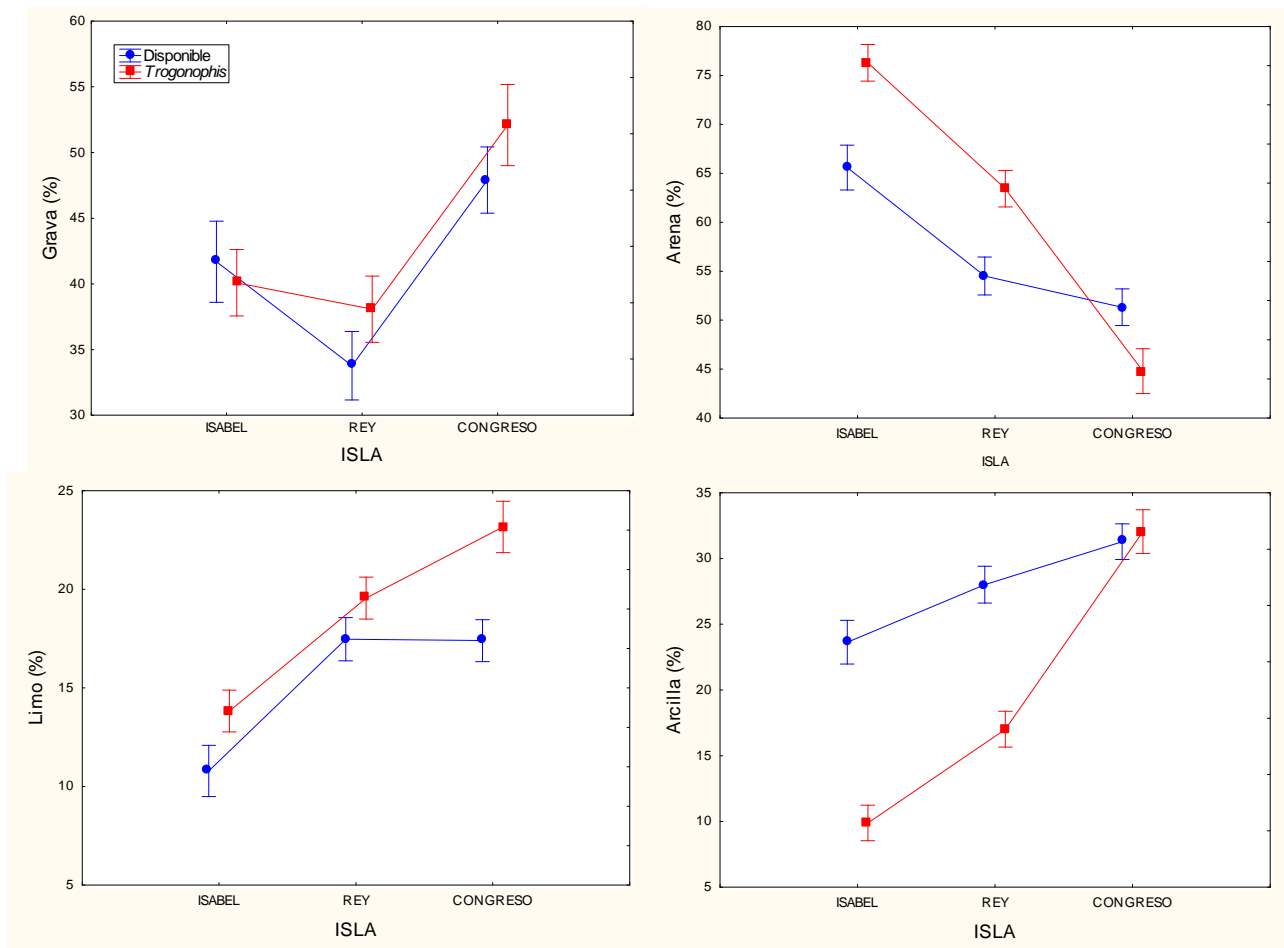 60
55
50
45
40
35
30
Grava (%)
Disponible
Trogonophis
ISABEL REY CONGRESO
ISLA
80
75
70
65
60
55
50
45
40
Arena (%)
ISABEL REY CONGRESO
ISLA
25
20
15
10
5
Limo (%)
ISABEL REY CONGRESO
ISLA
35
30
25
20
15
10
5
Arcilla (%)
ISABEL REY CONGRESO
ISLA